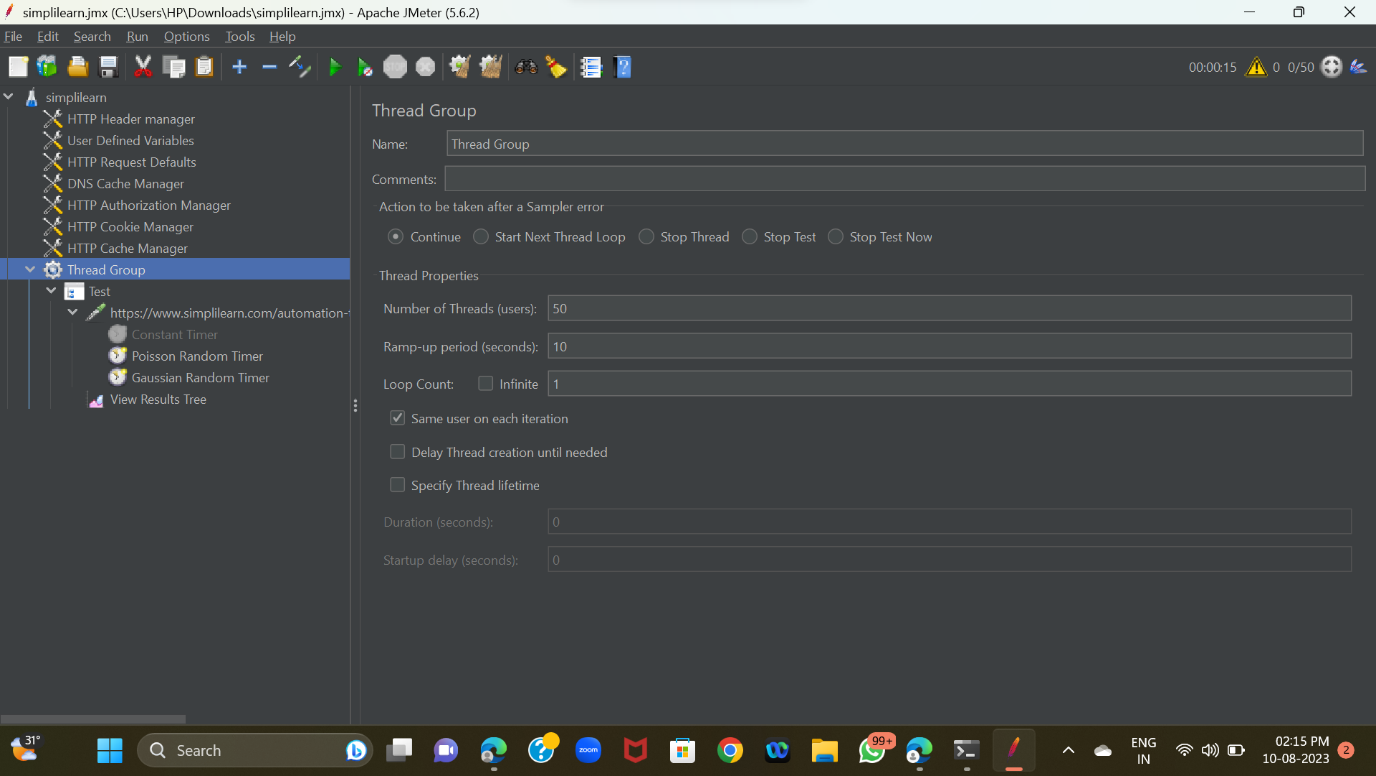 simplilearn.jmx (C:\Users\HP\Downloads\simplilearn.jmx) - Apache JMeter (5.6.2)
File Edit Search Run Options Tools Help
00:00:15 0 0/50
simplilearn
HTTP Header manager
User Defined Variables
HTTP Request Defaults
DNS Cache Manager
HTTP Authorization Manager
HTTP Cookie Manager
HTTP Cache Manager
Thread Group
Test
https://www.simplilearn.com/automation-
Constant Timer
Poisson Random Timer
Gaussian Random Timer
View Results Tree
Thread Group
Name: Thread Group
Comments:
Action to be taken after a Sampler error
Continue Start Next Thread Loop Stop Thread Stop Test Stop Test Now
Thread Properties
Number of Threads (users): 50
Ramp-up period (seconds): 10
Loop Count: Infinite 1
Same user on each iteration
Delay Thread creation until needed
Specify Thread lifetime
Duration (seconds): 0
Startup delay (seconds): 0
31°
Search
zoom
99+
ENG
IN
02:15 PM
10-08-2023
2